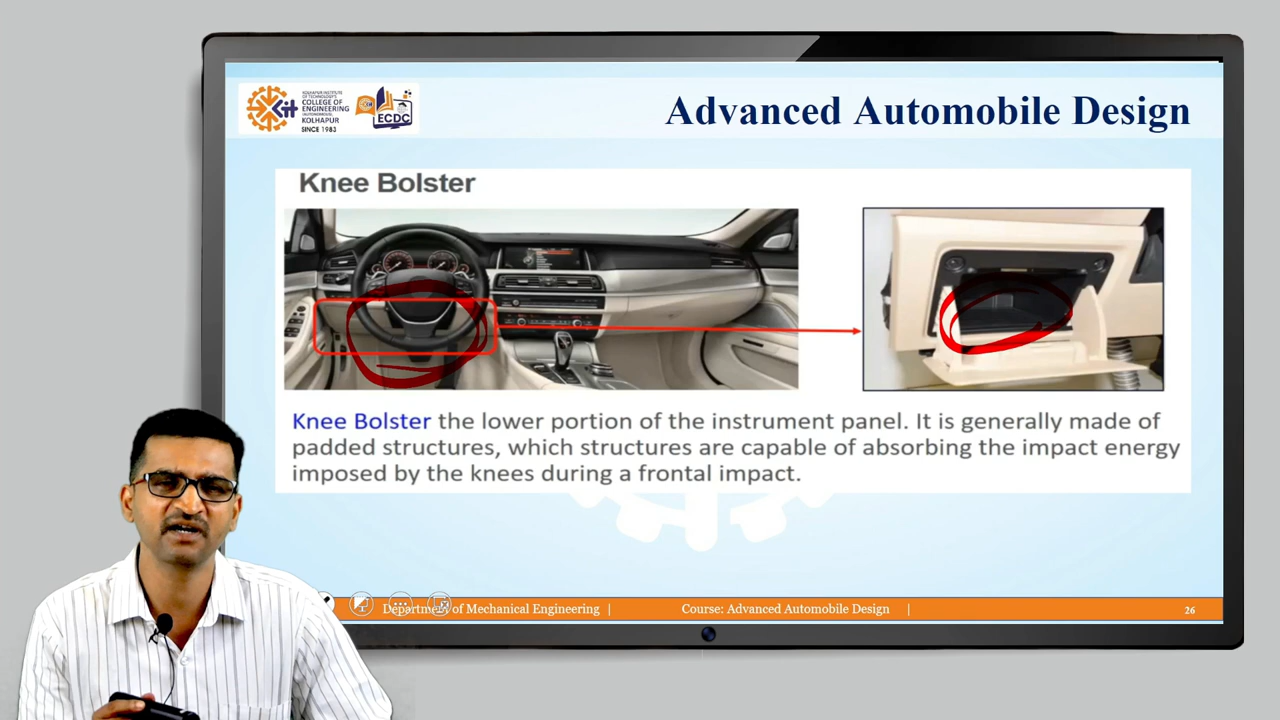 KOLHAPUR INSTITUTE
OF TECHNOLOGY'S
COLLEGE OF
ENGINEERING
(AUTONOMOUS)
KOLHAPUR
SINCE 1983
ECDC
Advanced Automobile Design
Knee Bolster
Knee Bolster the lower portion of the instrument panel. It is generally made of
padded structures, which structures are capable of absorbing the impact energy
imposed by the knees during a frontal impact.
Department of Mechanical Engineering |
Course: Advanced Automobile Design |
26